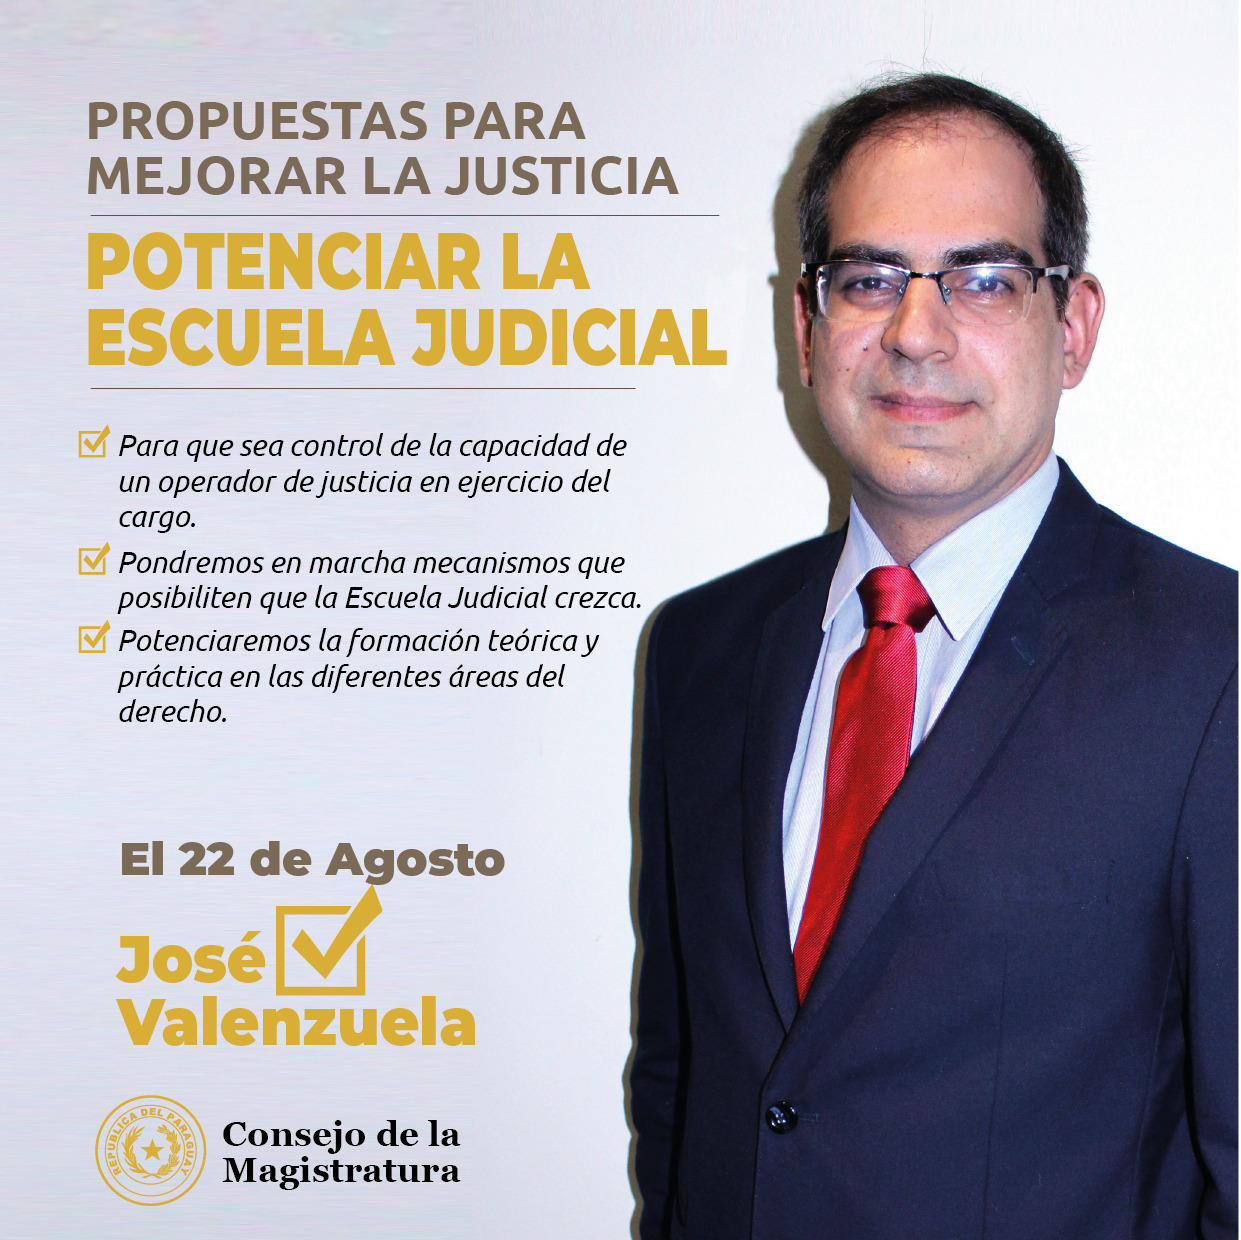 PROPUESTAS PARA
MEJORAR LA JUSTICIA
POTENCIAR LA
ESCUELA JUDICIAL
Para que sea control de la capacidad de
un operador de justicia en ejercicio del
cargo.
Pondremos en marcha mecanismos que
posibiliten que la Escuela Judicial crezca.
Potenciaremos la formación teórica y
práctica en las diferentes áreas del
derecho.
El 22 de Agosto
José
Valenzuela
REPUBLICA DEL PARAGUAY
Consejo de la
Magistratura